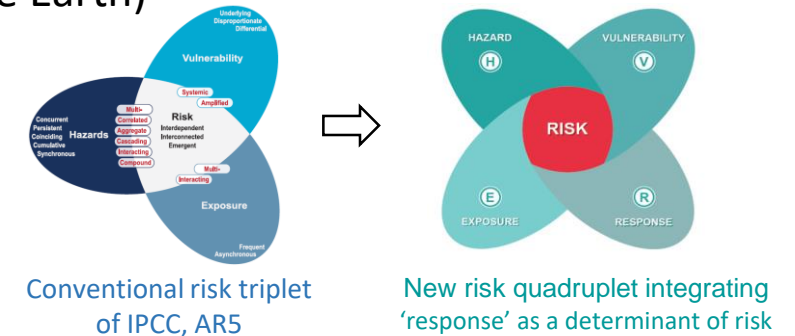 e Earth)
Underlying
Disproportionate
Differential
Vulnerability
Systemic
Amplified
Concurrent
Persistent
Coinciding
Cumulative
Synchronous
Hazards
Multi-
Correlated
Aggregate
Cascading
Interacting
Compound
Risk
Interdependent
Interconnected
Emergent
Multi-
Interacting
Exposure
Frequent
Asynchronous
Conventional risk triplet
of IPCC, AR5
HAZARD
H
VULNERABILITY
V
RISK
E
EXPOSURE
R
RESPONSE
New risk quadruplet integrating
‘response’ as a determinant of risk